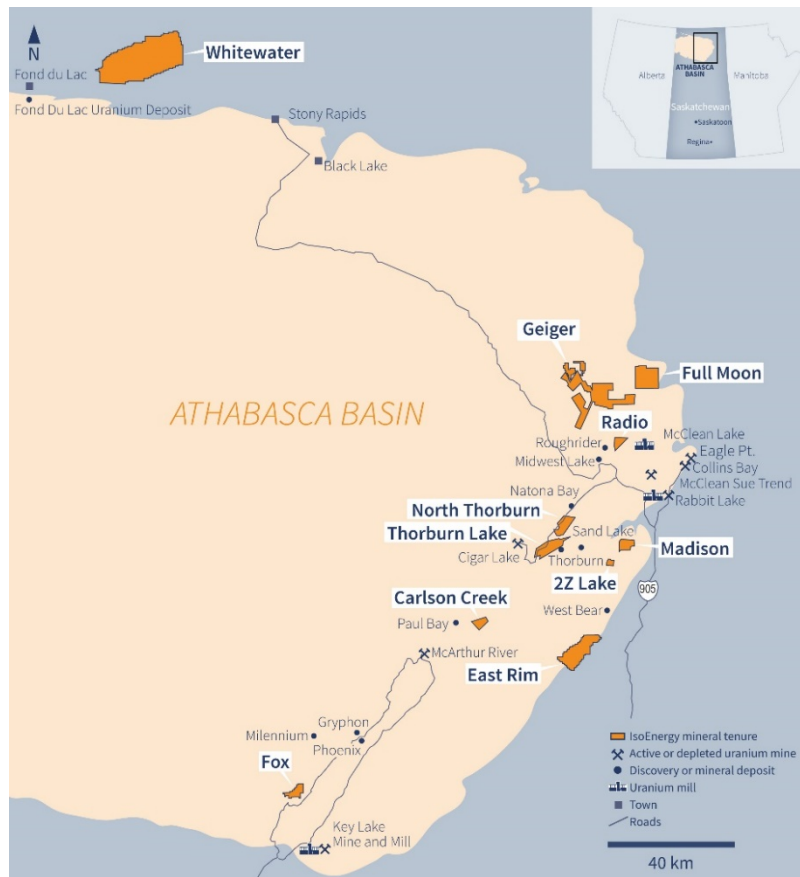 N
Whitewater
Fond du Lac
Fond Du Lac Uranium Deposit
Stony Rapids
Black Lake
Alberta
ATHABASCA
BASIN
Manitoba
Saskatchewan
Saskatoon
Regina
Geiger
Full Moon
ATHABASCA BASIN
Radio
Roughrider
McClean Lake
Midwest Lake
Eagle Pt.
Collins Bay
McClean Sue Trend
Natona Bay
Rabbit Lake
North Thorburn
Sand Lake
Thorburn Lake
Cigar Lake
Thorburn
Madison
2Z Lake
905
Carlson Creek
West Bear
Paul Bay
McArthur River
East Rim
Gryphon
Milennium
Phoenix
Fox
Key Lake
Mine and Mill
IsoEnergy mineral tenure
Active or depleted uranium mine
Discovery or mineral deposit
Uranium mill
Town
Roads
40 km